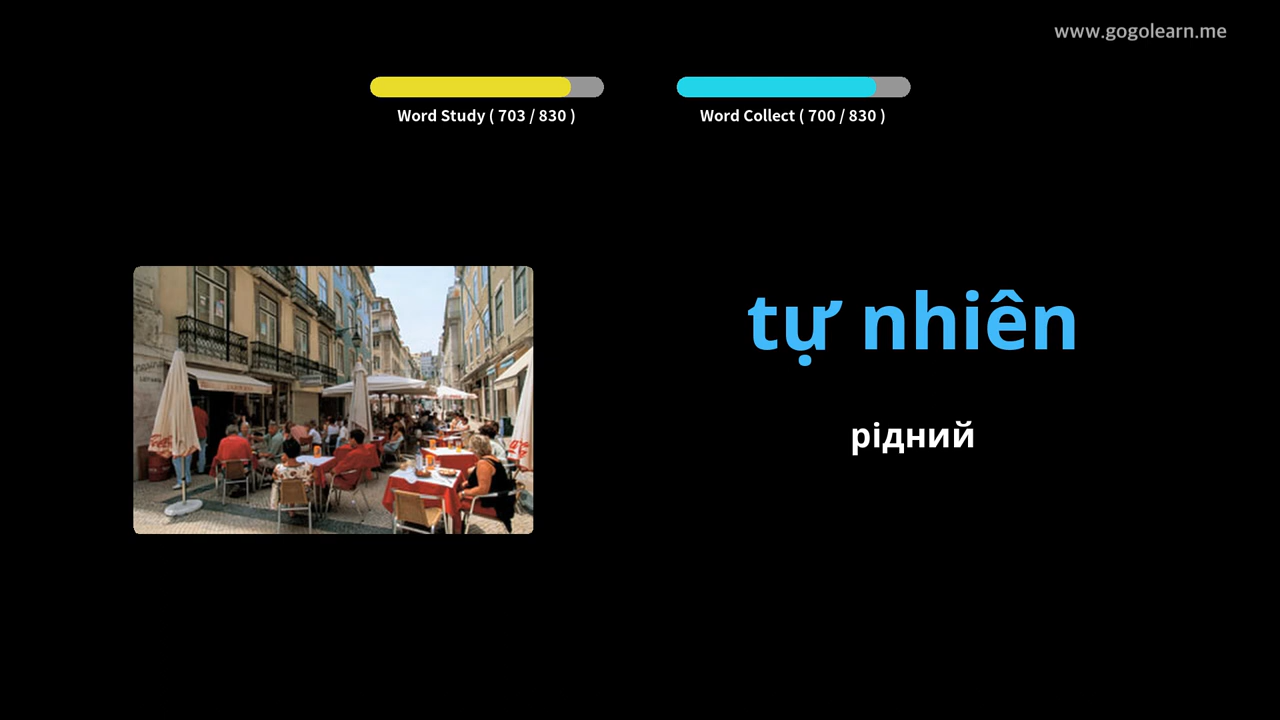 www.gogolearn.me
Word Study ( 703 / 830 )
Word Collect ( 700 / 830 )
tự nhiên
рідний